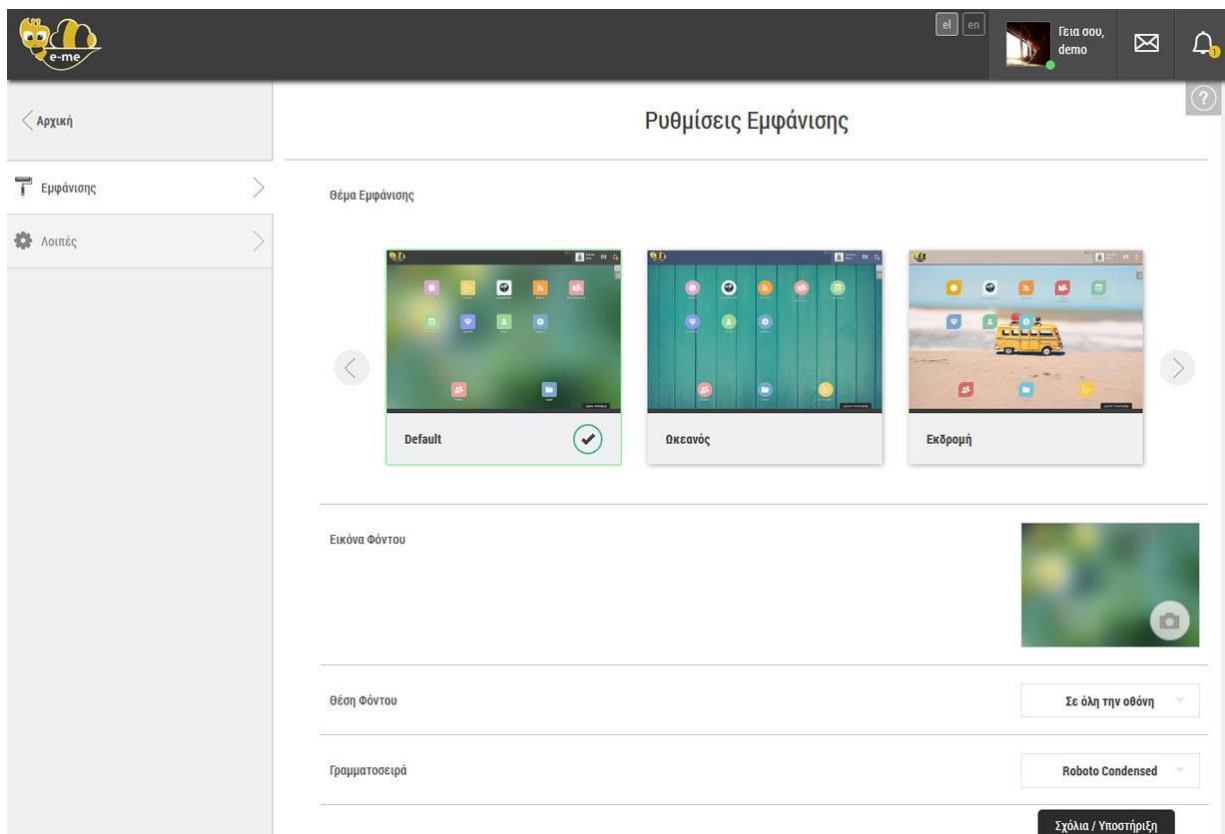 e-me
el en
Γεια σου,
demo
1
?
Αρχική
Ρυθμίσεις Εμφάνισης
Εμφάνισης
Λοιπές
Θέμα Εμφάνισης
Default
Ωκεανός
Εκδρομή
Εικόνα Φόντου
Θέση Φόντου
Σε όλη την οθόνη
Γραμματοσειρά
Roboto Condensed
Σχόλια / Υποστήριξη